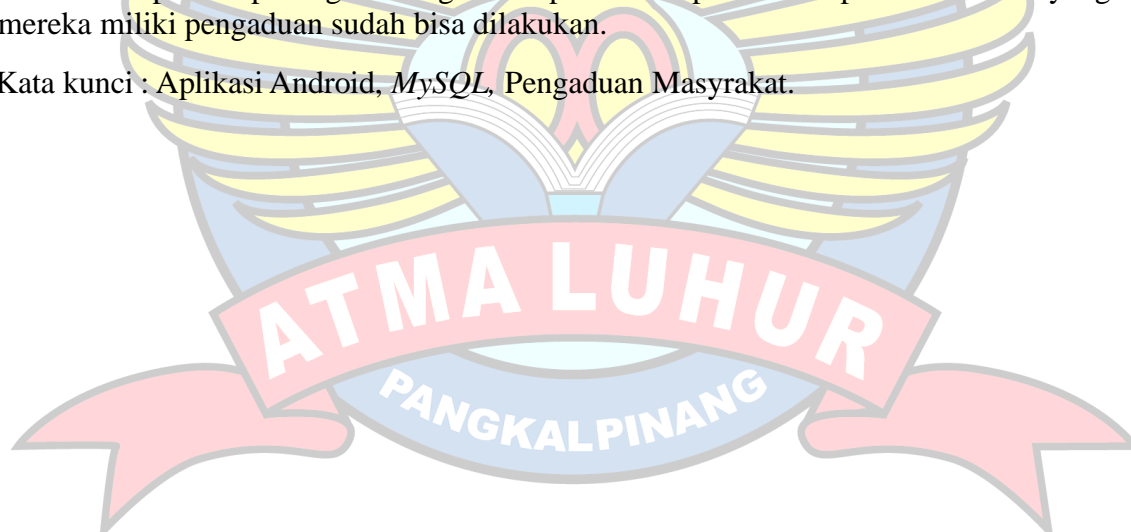 mereka miliki pengaduan sudah bisa dilakukan.
Kata kunci : Aplikasi Android, MySQL, Pengaduan Masyrakat.
ATMA LUHUR
PANGKALPINANG